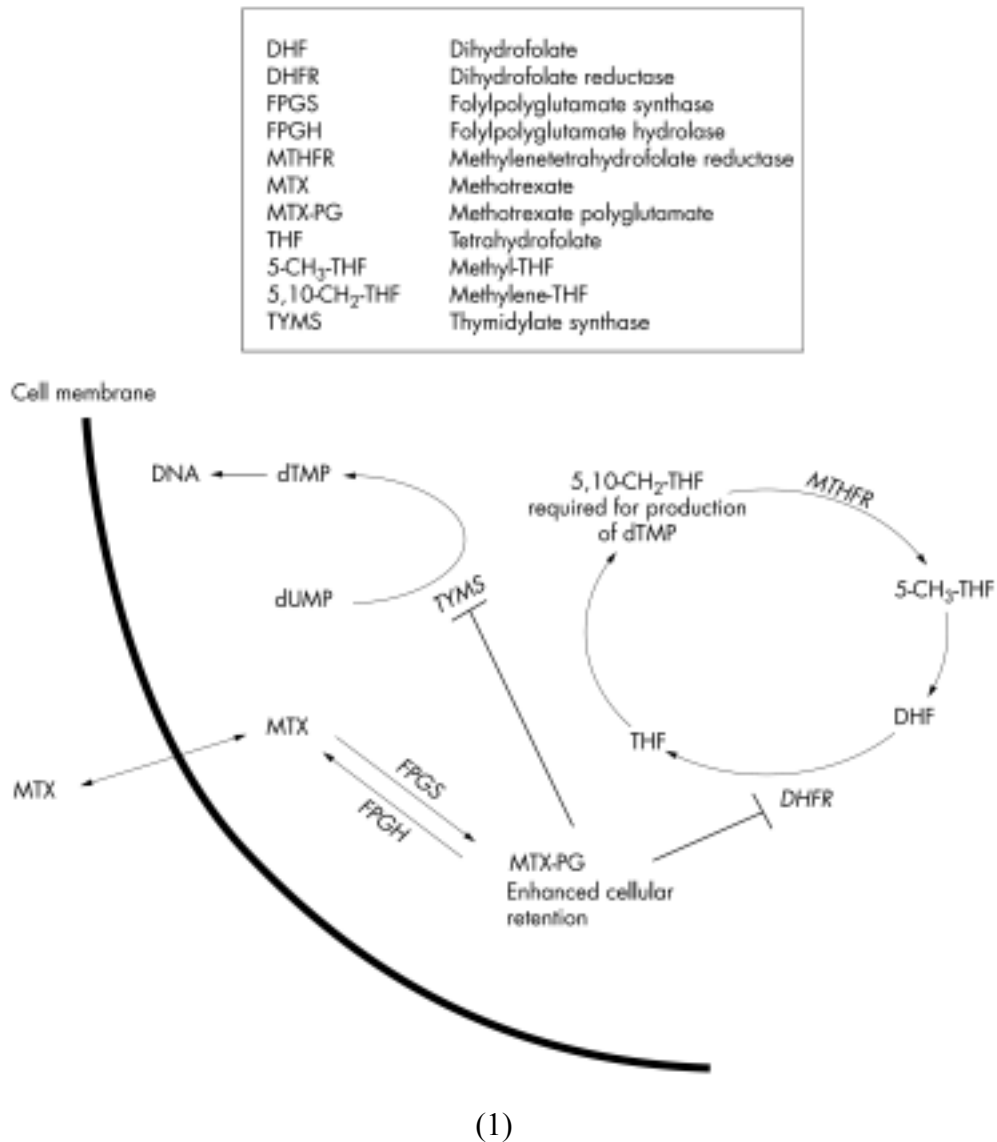 DHF Dihydrofolate
DHFR Dihydrofolate reductase
FPGS Folylpolyglutamate synthase
FPGH Folylpolyglutamate hydrolase
MTHFR Methylenetetrahydrofolate reductase
MTX Methotrexate
MTX-PG Methotrexate polyglutamate
THF Tetrahydrofolate
5-CH₃-THF Methyl-THF
5,10-CH₂-THF Methylene-THF
TYMS Thymidylate synthase
Cell membrane
DNA
dTMP
dUMP
TYMS
5,10-CH₂-THF
required for production
of dTMP
MTHFR
5-CH₃-THF
DHF
THF
DHFR
MTX
MTX
FPGS
FPGH
MTX-PG
Enhanced cellular
retention
(1)